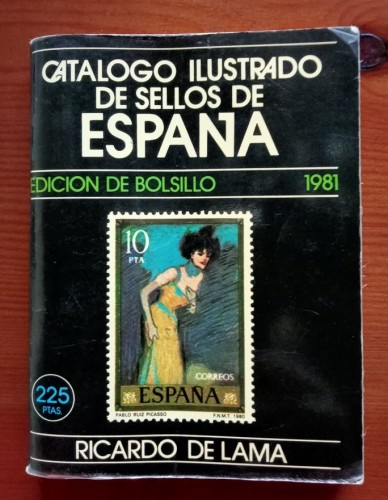 CATALOGO ILUSTRADO
DE SELLOS DE
ESPAÑA
EDICION DE BOLSILLO 1981
10
PTA
CORREOS
ESPAÑA
PABLO RUIZ PICASSO F.N.M.T. 1980
225
PTAS.
RICARDO DE LAMA